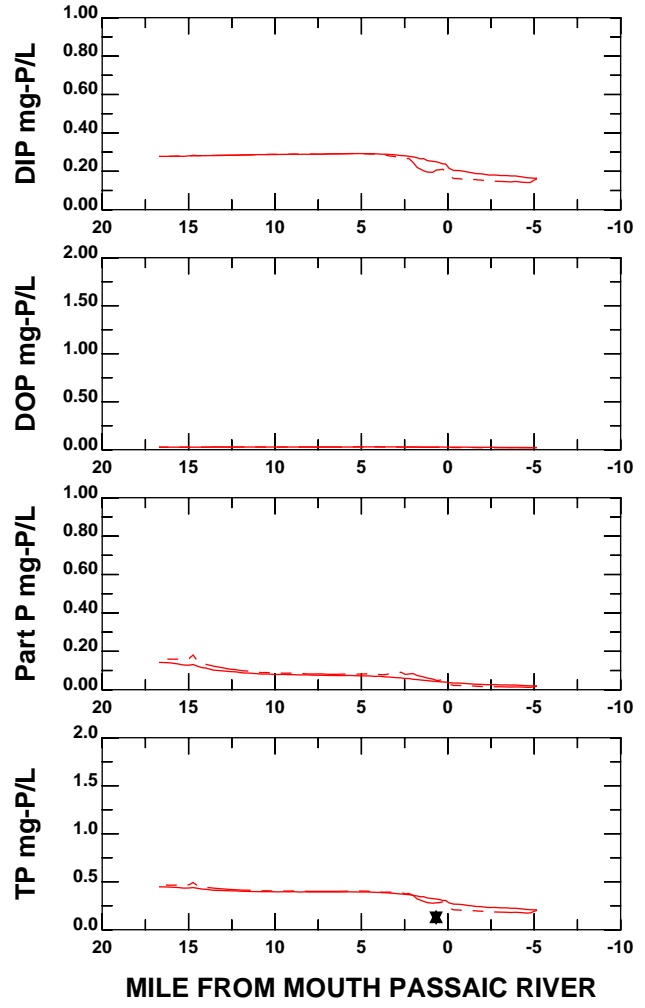 DIP mg-P/L
1.00
0.80
0.60
0.40
0.20
0.00
20 15 10 5 0 -5 -10
DOP mg-P/L
2.00
1.50
1.00
0.50
0.00
20 15 10 5 0 -5 -10
Part P mg-P/L
1.00
0.80
0.60
0.40
0.20
0.00
20 15 10 5 0 -5 -10
TP mg-P/L
2.0
1.5
1.0
0.5
0.0
20 15 10 5 0 -5 -10
MILE FROM MOUTH PASSAIC RIVER